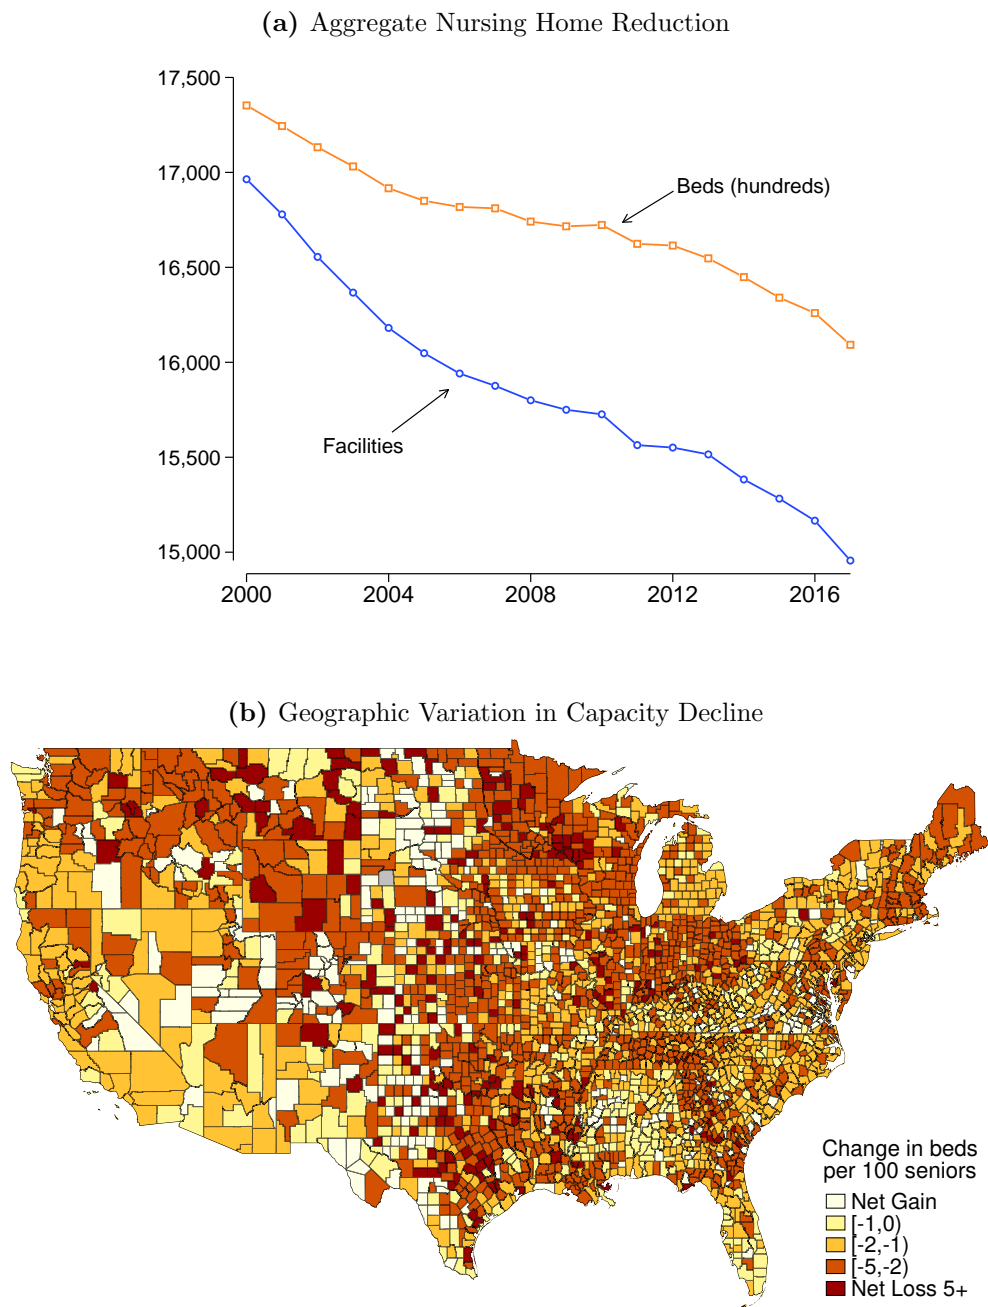 (a) Aggregate Nursing Home Reduction
17,500
17,000
16,500
16,000
15,500
15,000
Beds (hundreds)
Facilities
2000 2004 2008 2012 2016
(b) Geographic Variation in Capacity Decline
Change in beds
per 100 seniors
Net Gain
[-1,0)
[-2,-1)
[-5,-2)
Net Loss 5+